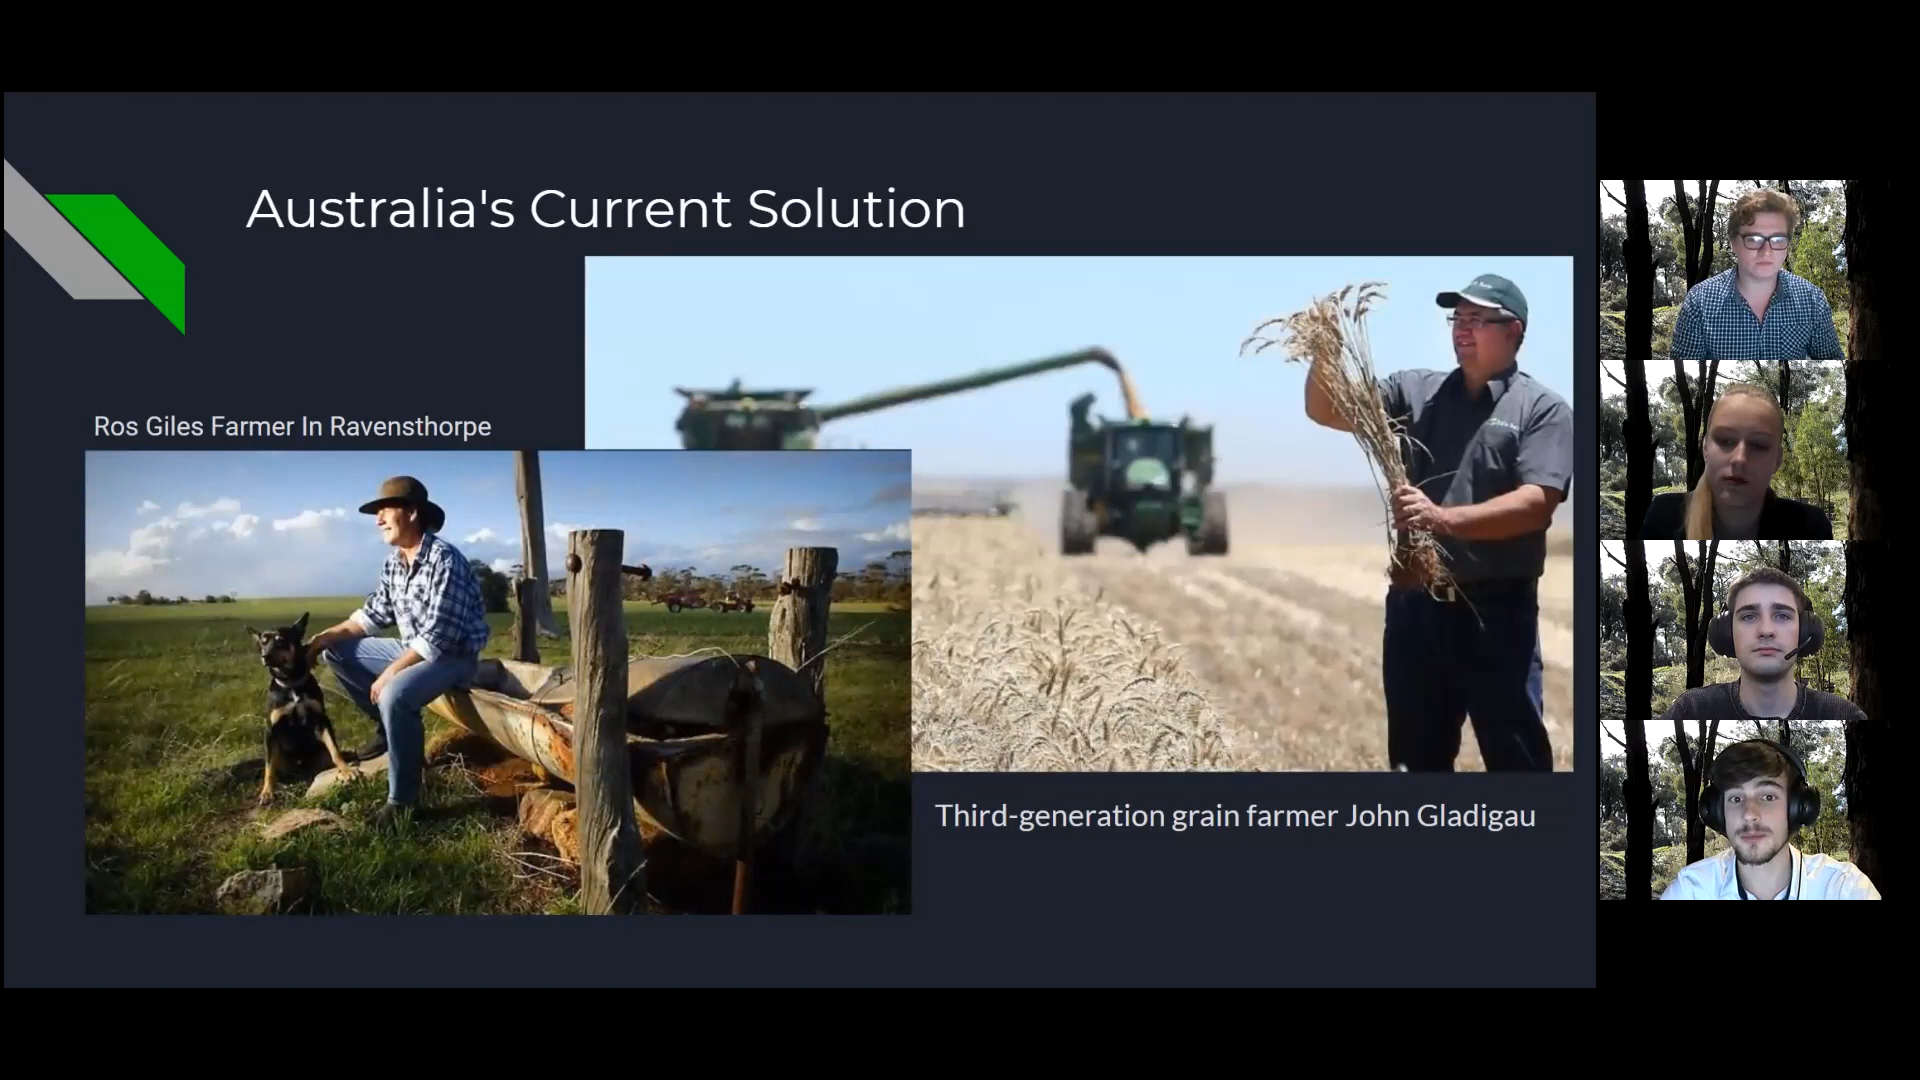 Australia's Current Solution
Ros Giles Farmer In Ravensthorpe
Third-generation grain farmer John Gladigau